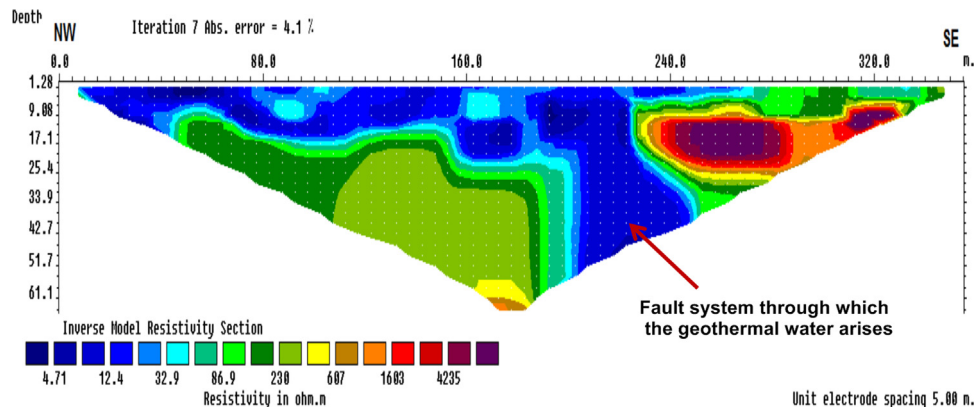 Depth
NW
Iteration 7 Abs. error = 4.1 %
SE
0.0 80.0 160.0 240.0 320.0 m.
1.28
9.08
17.1
25.4
33.9
42.7
51.7
61.1
Fault system through which
the geothermal water arises
Inverse Model Resistivity Section
4.71 12.4 32.9 86.9 230 607 1603 4235
Resistivity in ohm.m
Unit electrode spacing 5.00 m.